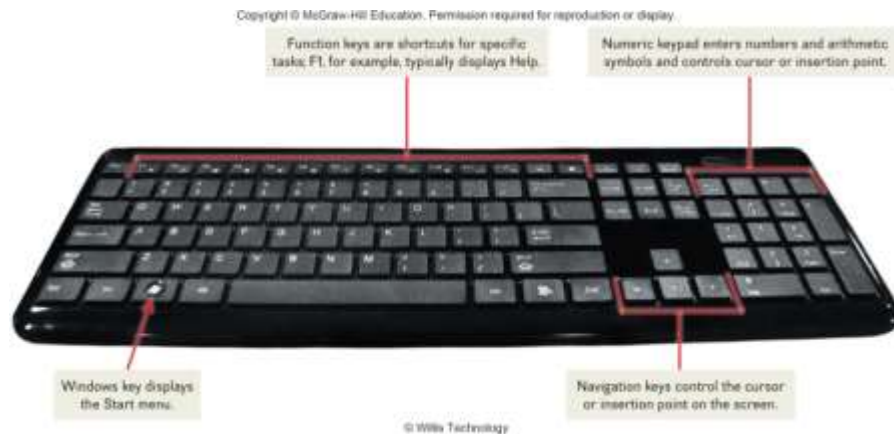 Copyright © McGraw-Hill Education. Permission required for reproduction or display.
Function keys are shortcuts for specific
tasks; F1, for example, typically displays Help.
Numeric keypad enters numbers and arithmetic
symbols and controls cursor or insertion point.
Windows key displays
the Start menu.
Navigation keys control the cursor
or insertion point on the screen.
© Willis Technology